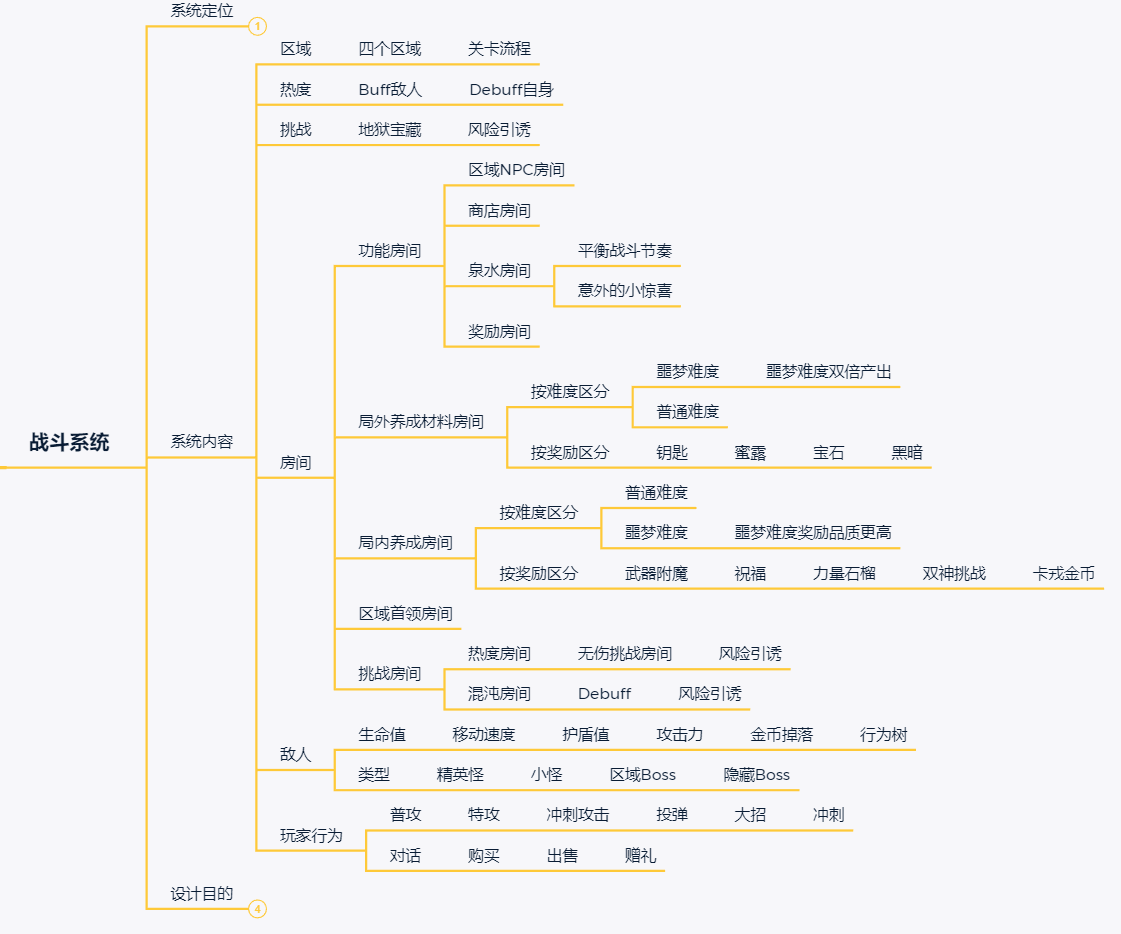 系统定位 1
区域 四个区域 关卡流程
热度 Buff敌人 Debuff自身
挑战 地狱宝藏 风险引诱
区域NPC房间
商店房间
功能房间 平衡战斗节奏
泉水房间
意外的小惊喜
奖励房间
噩梦难度 噩梦难度双倍产出
按难度区分
普通难度
局外养成材料房间
战斗系统 系统内容
按奖励区分 钥匙 蜜露 宝石 黑暗
房间
普通难度
按难度区分
噩梦难度 噩梦难度奖励品质更高
局内养成房间
按奖励区分 武器附魔 祝福 力量石榴 双神挑战 卡戎金币
区域首领房间
热度房间 无伤挑战房间 风险引诱
挑战房间
混沌房间 Debuff 风险引诱
生命值 移动速度 护盾值 攻击力 金币掉落 行为树
敌人
类型 精英怪 小怪 区域Boss 隐藏Boss
普攻 特攻 冲刺攻击 投弹 大招 冲刺
玩家行为
对话 购买 出售 赠礼
设计目的 4